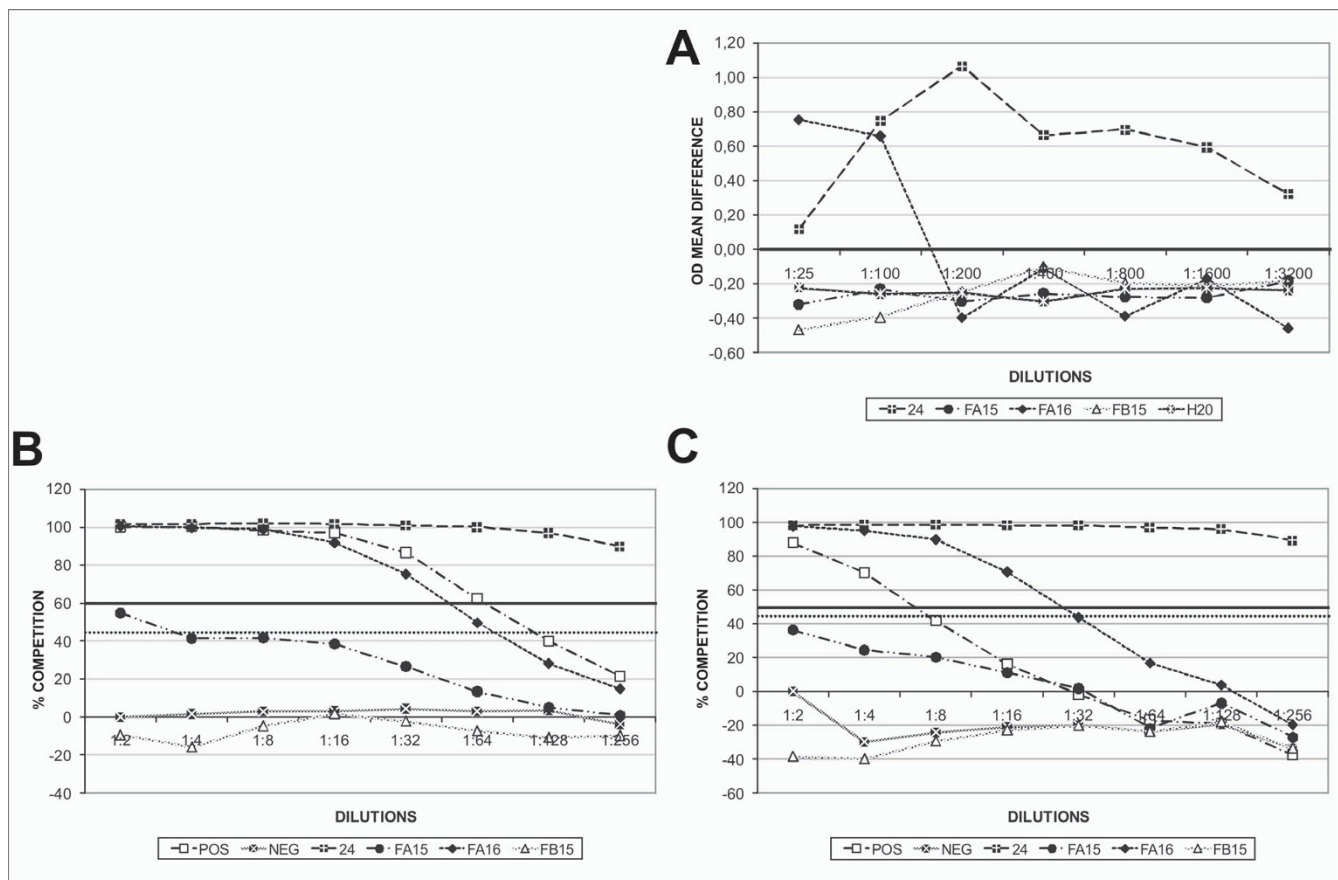 A
1,20
1,00
0,80
0,60
0,40
0,20
0,00
-0,20
-0,40
-0,60
OD MEAN DIFFERENCE
1:25 1:100 1:200 1:400 1:800 1:1600 1:3200
DILUTIONS
24 FA15 FA16 FB15 H20
B
120
100
80
60
40
20
0
-20
-40
% COMPETITION
1:2 1:4 1:8 1:16 1:32 1:64 1:128 1:256
DILUTIONS
POS NEG 24 FA15 FA16 FB15
C
120
100
80
60
40
20
0
-20
-40
-60
% COMPETITION
1:2 1:4 1:8 1:16 1:32 1:64 1:128 1:256
DILUTIONS
POS NEG 24 FA15 FA16 FB15